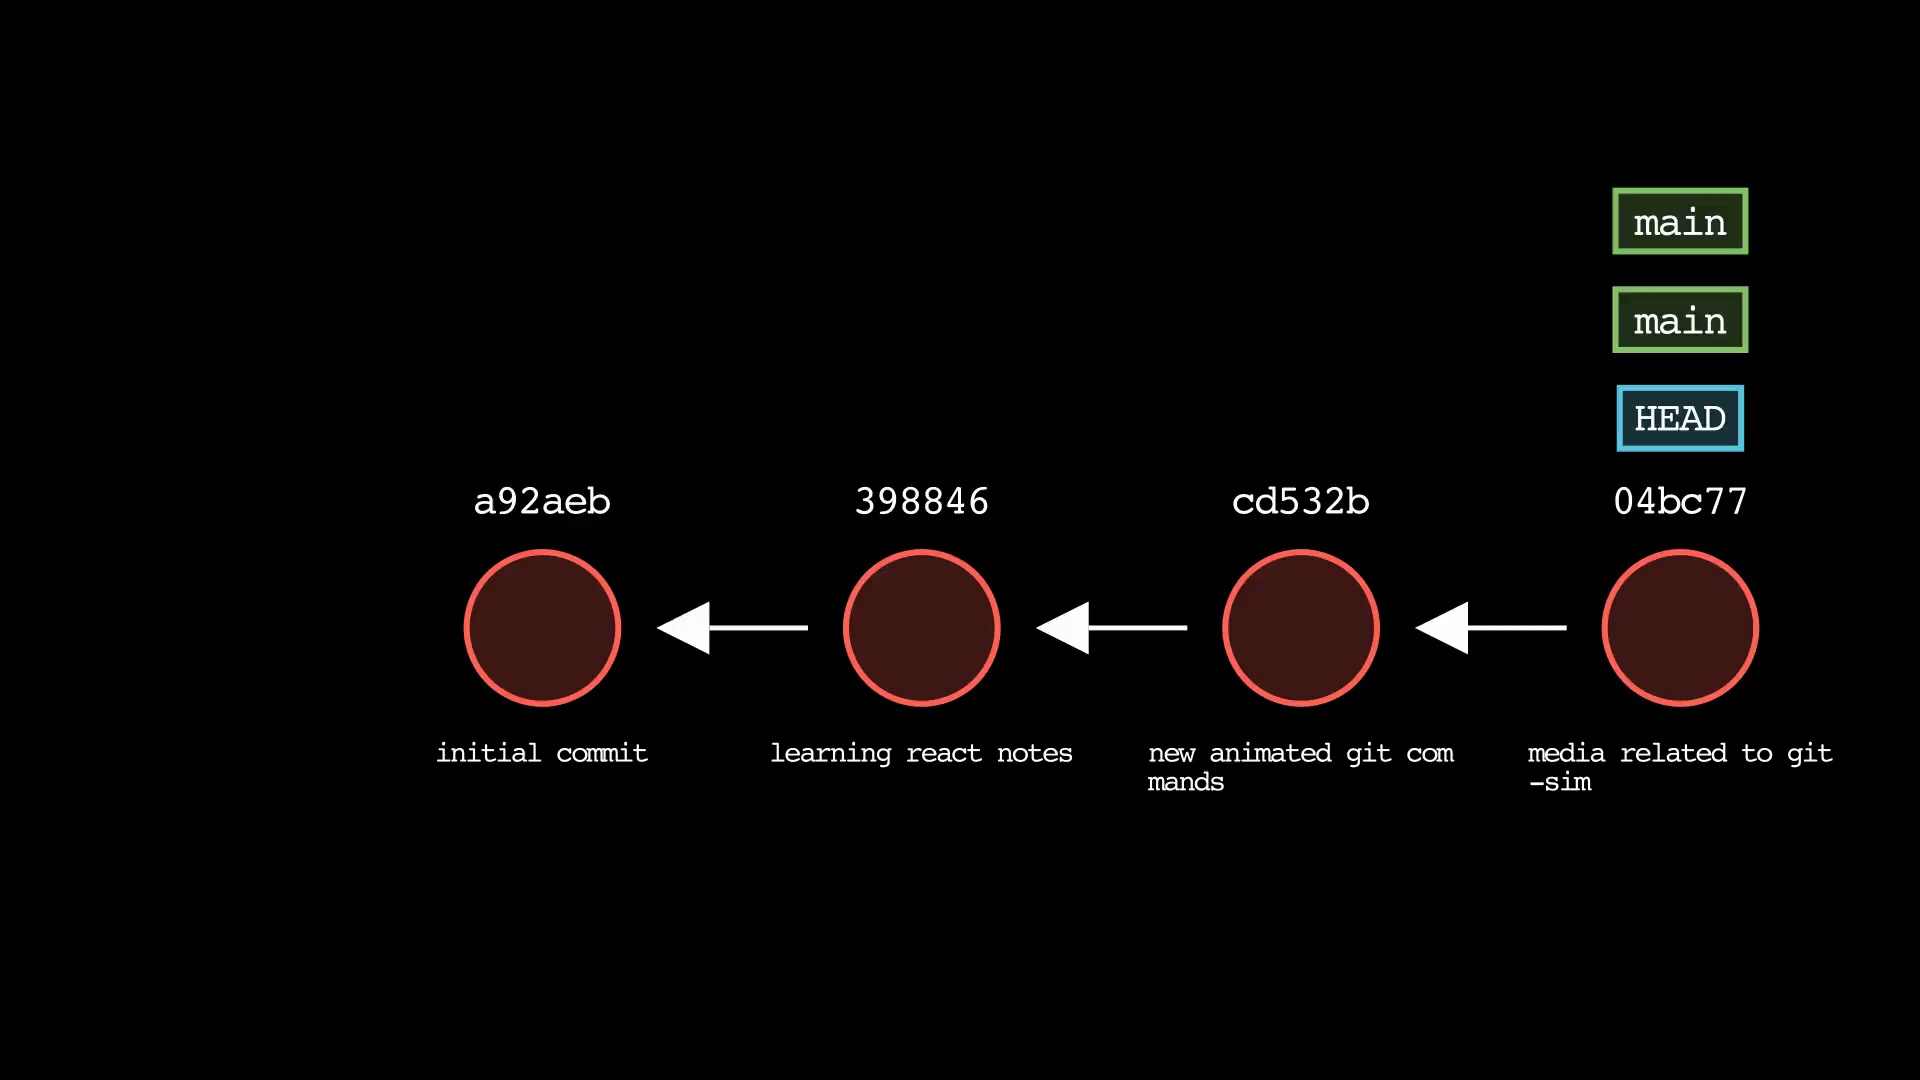 main
main
HEAD
a92aeb 398846 cd532b 04bc77
initial commit learning react notes new animated git com media related to git
mands -sim